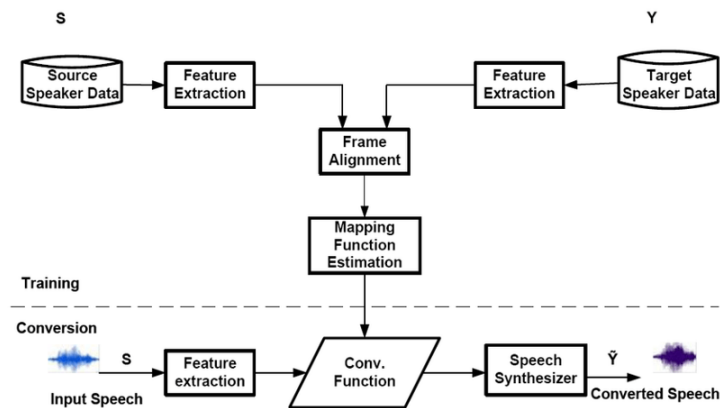 S
Y
Source
Speaker Data
Feature
Extraction
Feature
Extraction
Target
Speaker Data
Frame
Alignment
Mapping
Function
Estimation
Training
Conversion
S
Input Speech
Feature
extraction
Conv.
Function
Speech
Synthesizer
Ỹ
Converted Speech